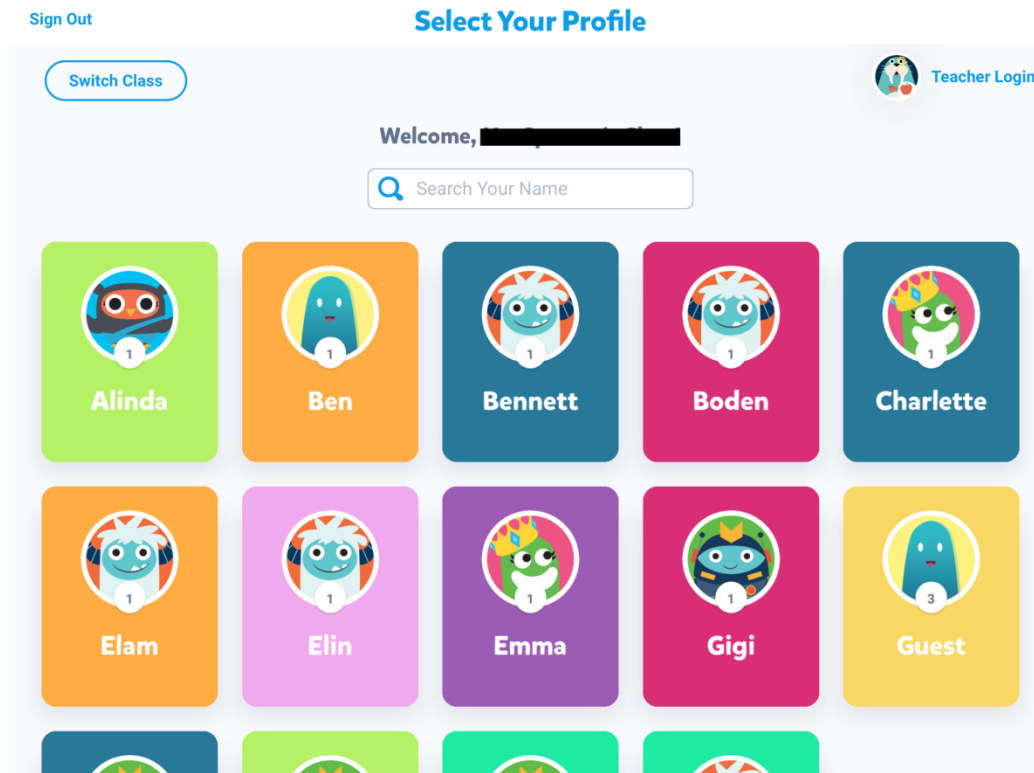 Sign Out
Select Your Profile
Switch Class
Teacher Login
Welcome,
Search Your Name
1 1 1 1 1
Alinda Ben Bennett Boden Charlette
1 1 1 1 3
Elam Elin Emma Gigi Guest